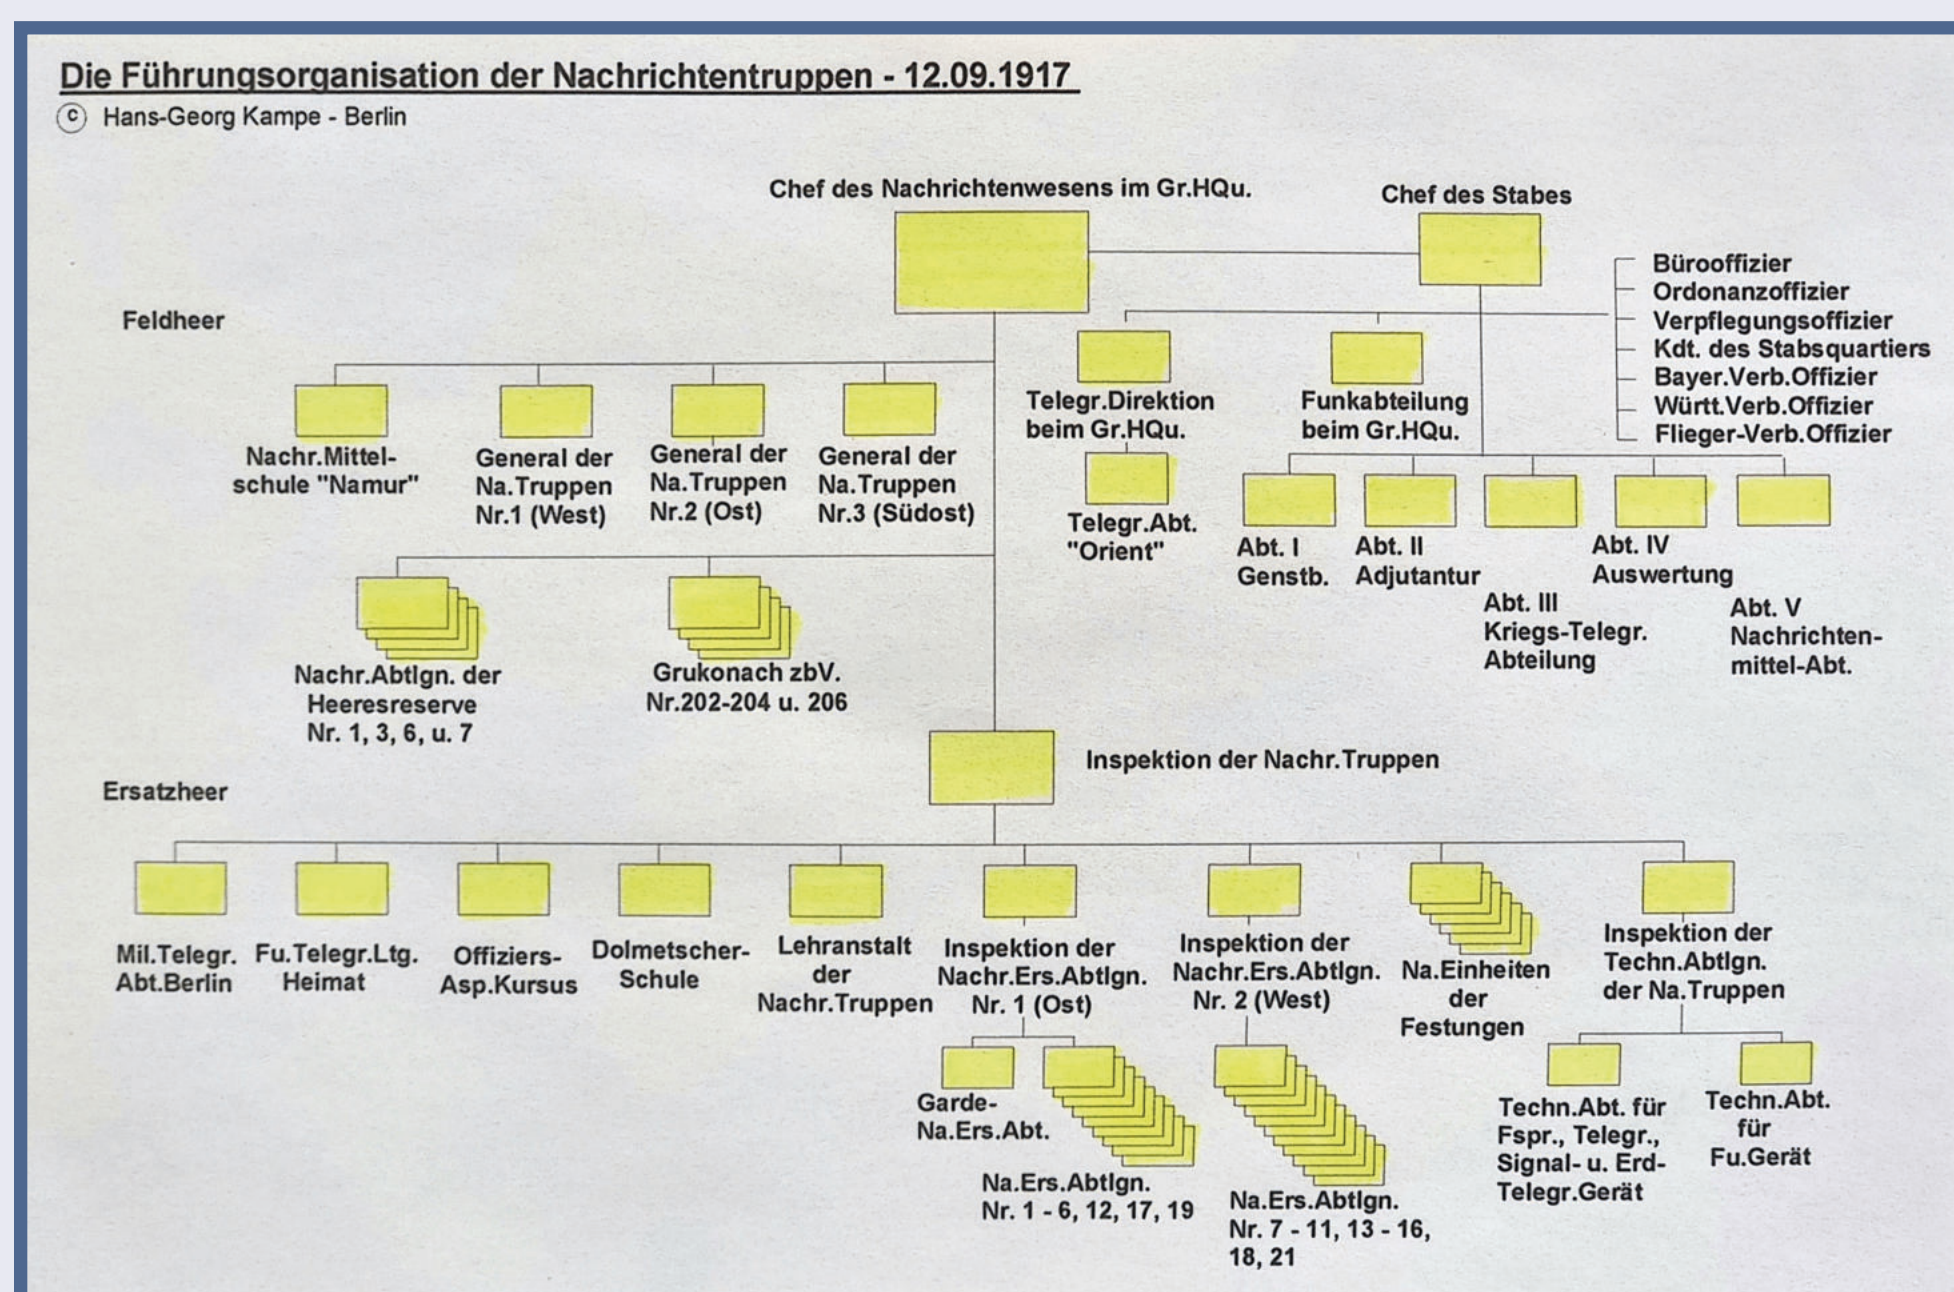 Die Führungsorganisation der Nachrichtentruppen - 12.09.1917
© Hans-Georg Kampe - Berlin
Chef des Nachrichtenwesens im Gr.HQu.
Chef des Stabes
Bürooffizier
Ordonanzoffizier
Verpflegungsoffizier
Kdt. des Stabsquartiers
Bayer.Verb.Offizier
Württ.Verb.Offizier
Flieger-Verb.Offizier
Feldheer
Telegr.Direktion
beim Gr.HQu.
Funkabteilung
beim Gr.HQu.
Nachr.Mittel-
schule "Namur"
General der
Na.Truppen
Nr.1 (West)
General der
Na.Truppen
Nr.2 (Ost)
General der
Na.Truppen
Nr.3 (Südost)
Telegr.Abt.
"Orient"
Abt. I
Genstb.
Abt. II
Adjutantur
Abt. III
Kriegs-Telegr.
Abteilung
Abt. IV
Auswertung
Abt. V
Nachrichten-
mittel-Abt.
Nachr.Abtlgn. der
Heeresreserve
Nr. 1, 3, 6, u. 7
Grukonach zbV.
Nr.202-204 u. 206
Inspektion der Nachr.Truppen
Ersatzheer
Mil.Telegr.
Abt.Berlin
Fu.Telegr.Ltg.
Heimat
Offiziers-
Asp.Kursus
Dolmetscher-
Schule
Lehranstalt
der
Nachr.Truppen
Inspektion der
Nachr.Ers.Abtlgn.
Nr. 1 (Ost)
Inspektion der
Nachr.Ers.Abtlgn.
Nr. 2 (West)
Na.Einheiten
der
Festungen
Inspektion der
Techn.Abtlgn.
der Na.Truppen
Garde-
Na.Ers.Abt.
Na.Ers.Abtlgn.
Nr. 1 - 6, 12, 17, 19
Na.Ers.Abtlgn.
Nr. 7 - 11, 13 - 16,
18, 21
Techn.Abt. für
Fspr., Telegr.,
Signal- u. Erd-
Telegr.Gerät
Techn.Abt.
für
Fu.Gerät